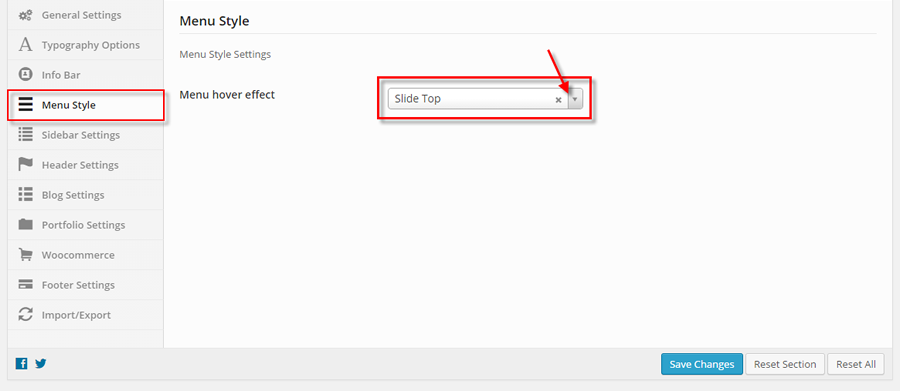 General Settings
Typography Options
Info Bar
Menu Style
Sidebar Settings
Header Settings
Blog Settings
Portfolio Settings
Woocommerce
Footer Settings
Import/Export
Menu Style
Menu Style Settings
Menu hover effect
Slide Top
Save Changes
Reset Section
Reset All